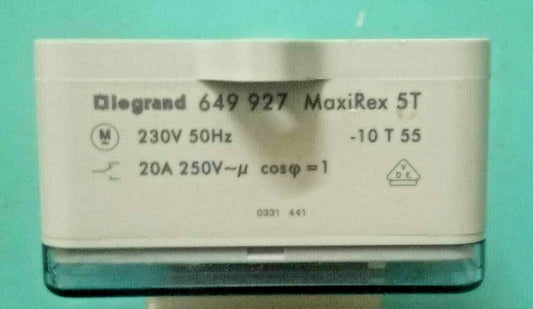 legrand 649 927 MaxiRex 5T
M 230V 50Hz -10 T 55
20A 250V~µ cosφ=1 VDE
0331 441